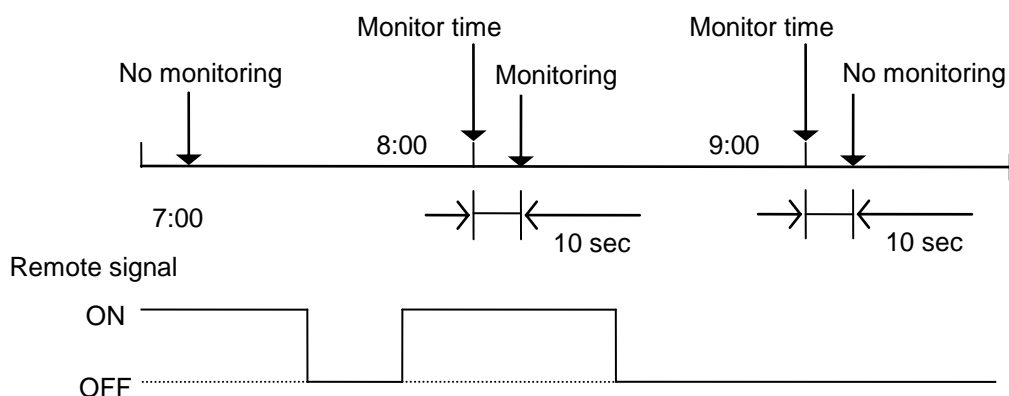 Monitor time
Monitor time
No monitoring
Monitoring
No monitoring
8:00
9:00
7:00
10 sec
10 sec
Remote signal
ON
OFF